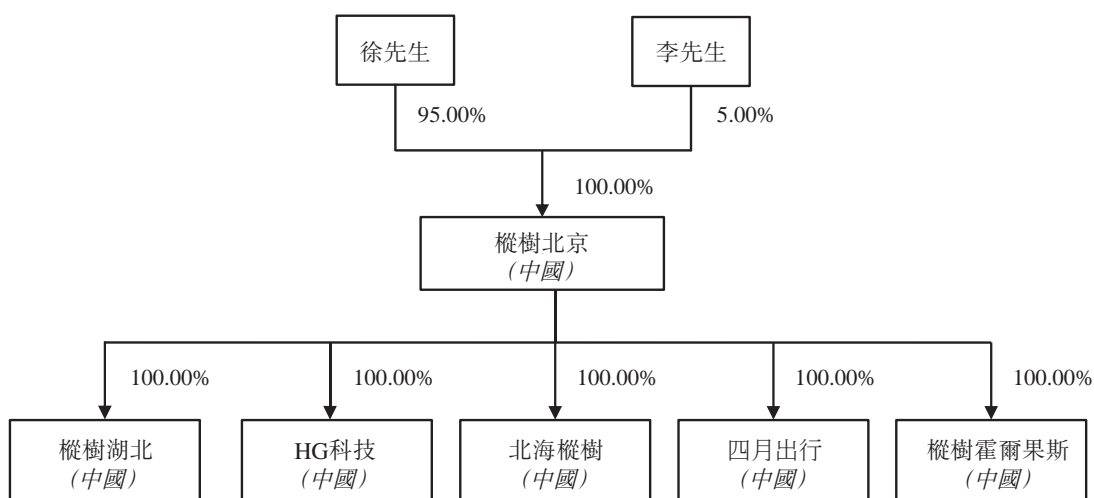 徐先生
李先生
95.00%
5.00%
100.00%
樅樹北京
(中國)
100.00%
100.00%
100.00%
100.00%
100.00%
樅樹湖北
(中國)
HG科技
(中國)
北海樅樹
(中國)
四月出行
(中國)
樅樹霍爾果斯
(中國)